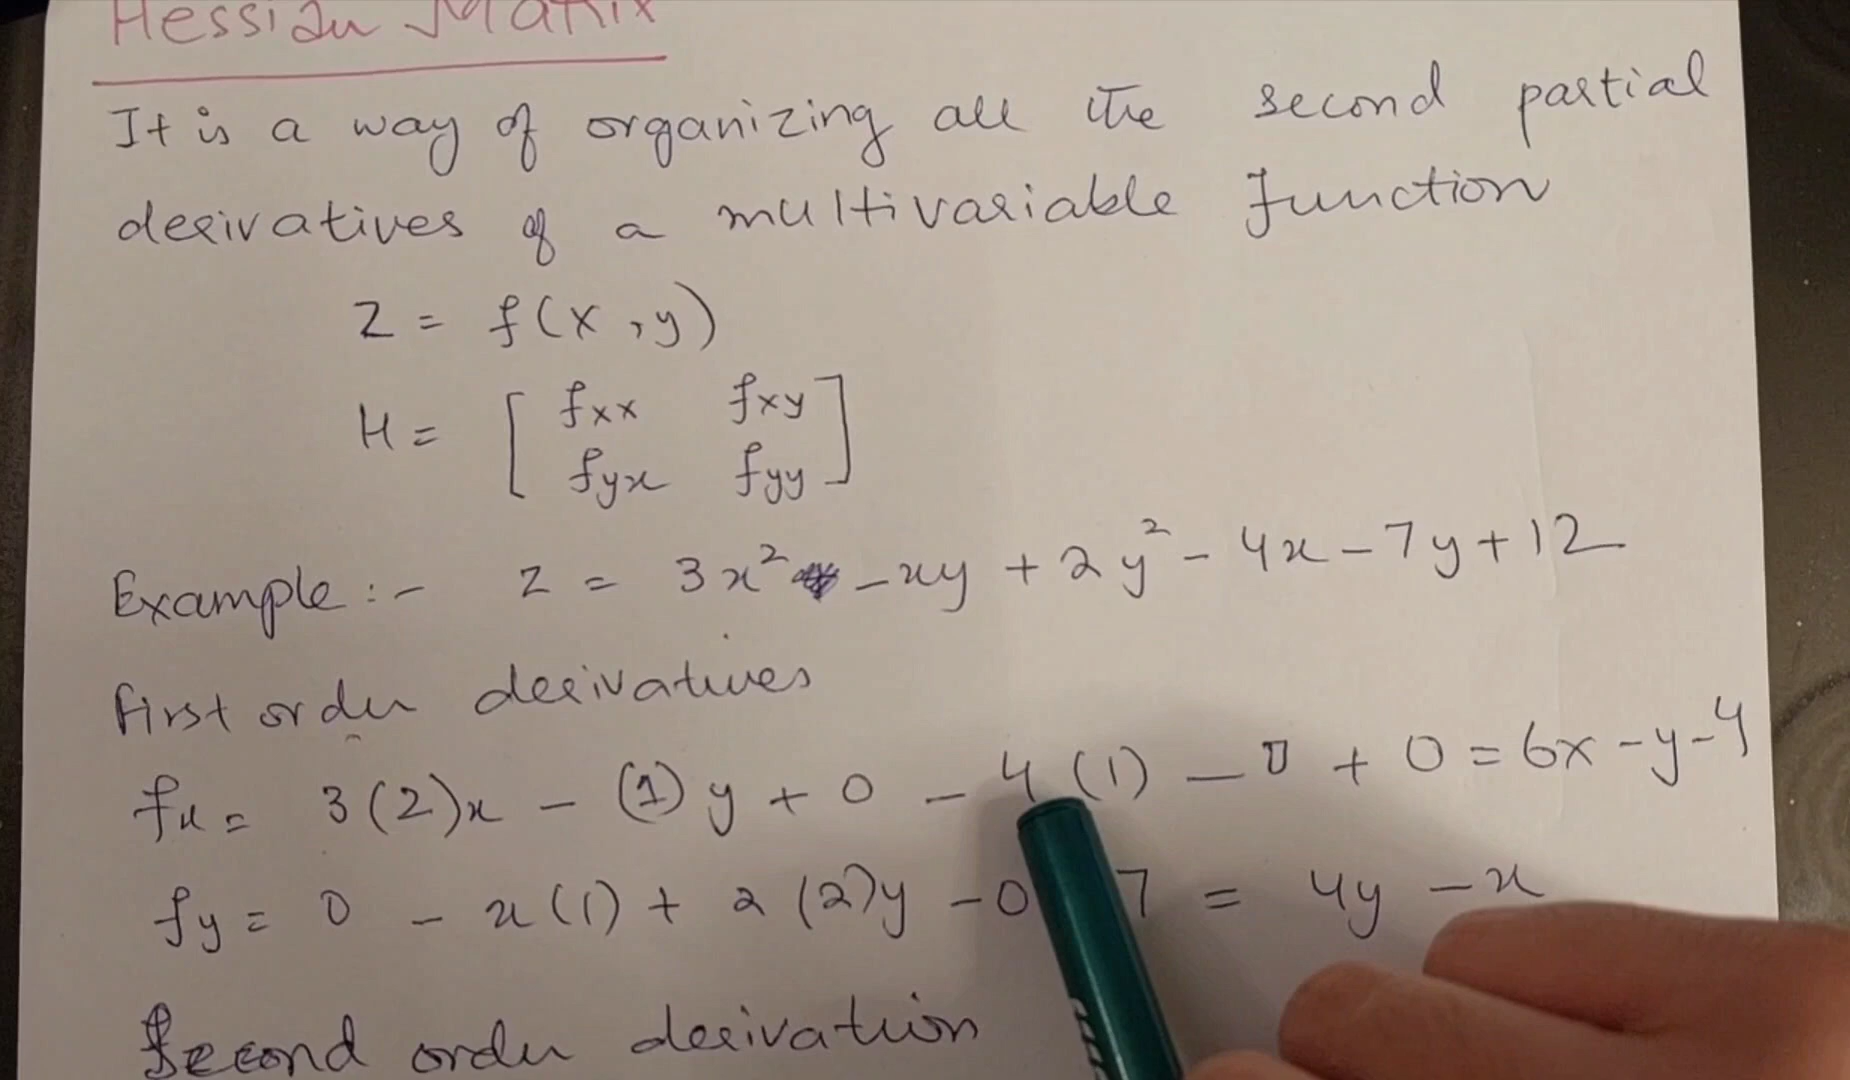 Hessian Matrix
It is a way of organizing all the second partial
derivatives of a multivariable function
z = f(x,y)
H = [ fxx fxy
fyx fyy ]
Example:- z = 3x² - xy + 2y² - 4x - 7y + 12
first order derivatives
fx = 3(2)x - (1)y + 0 - 4(1) - 0 + 0 = 6x - y - 4
fy = 0 - x(1) + 2(2)y - 0 7 = 4y - x
Second order derivation